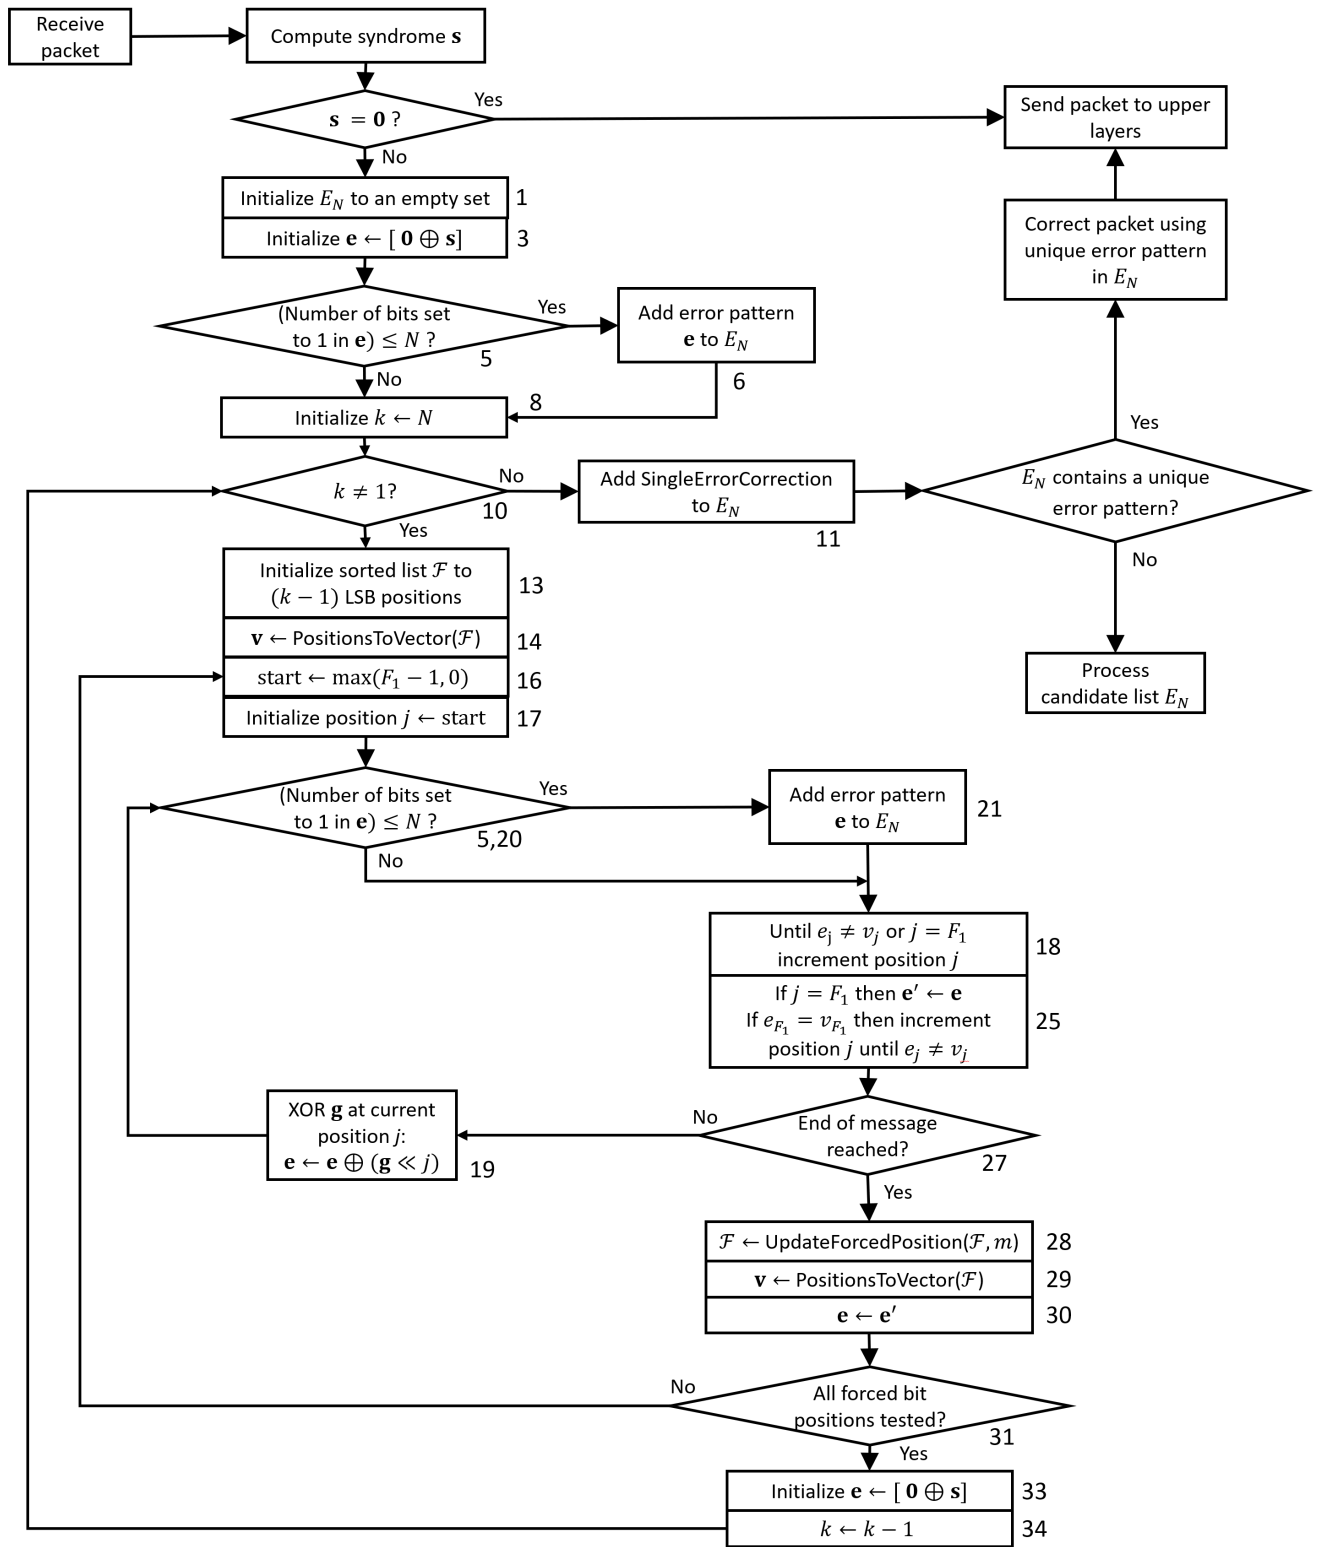 Receive
packet
Compute syndrome 𝐬
𝐬 = 𝟎 ?
Yes
No
Send packet to upper
layers
Initialize E_N to an empty set
1
Initialize 𝐞 ← [ 𝟎 ⊕ 𝐬]
3
Correct packet using
unique error pattern
in E_N
(Number of bits set
to 1 in 𝐞) ≤ N ?
5
Yes
No
Add error pattern
𝐞 to E_N
6
Initialize k ← N
8
k ≠ 1?
10
No
Yes
Add SingleErrorCorrection
to E_N
11
E_N contains a unique
error pattern?
Yes
No
Process
candidate list E_N
Initialize sorted list ℱ to
(k − 1) LSB positions
13
𝐯 ← PositionsToVector(ℱ)
14
start ← max(F_1 − 1, 0)
16
Initialize position j ← start
17
(Number of bits set
to 1 in 𝐞) ≤ N ?
5,20
Yes
No
Add error pattern
𝐞 to E_N
21
Until e_j ≠ v_j or j = F_1
increment position j
18
If j = F_1 then 𝐞′ ← 𝐞
If e_{F_1} = v_{F_1} then increment
position j until e_j ≠ v_j
25
End of message
reached?
27
No
Yes
XOR 𝐠 at current
position j:
𝐞 ← 𝐞 ⊕ (𝐠 ≪ j)
19
ℱ ← UpdateForcedPosition(ℱ, m)
28
𝐯 ← PositionsToVector(ℱ)
29
𝐞 ← 𝐞′
30
All forced bit
positions tested?
31
No
Yes
Initialize 𝐞 ← [ 𝟎 ⊕ 𝐬]
33
k ← k − 1
34